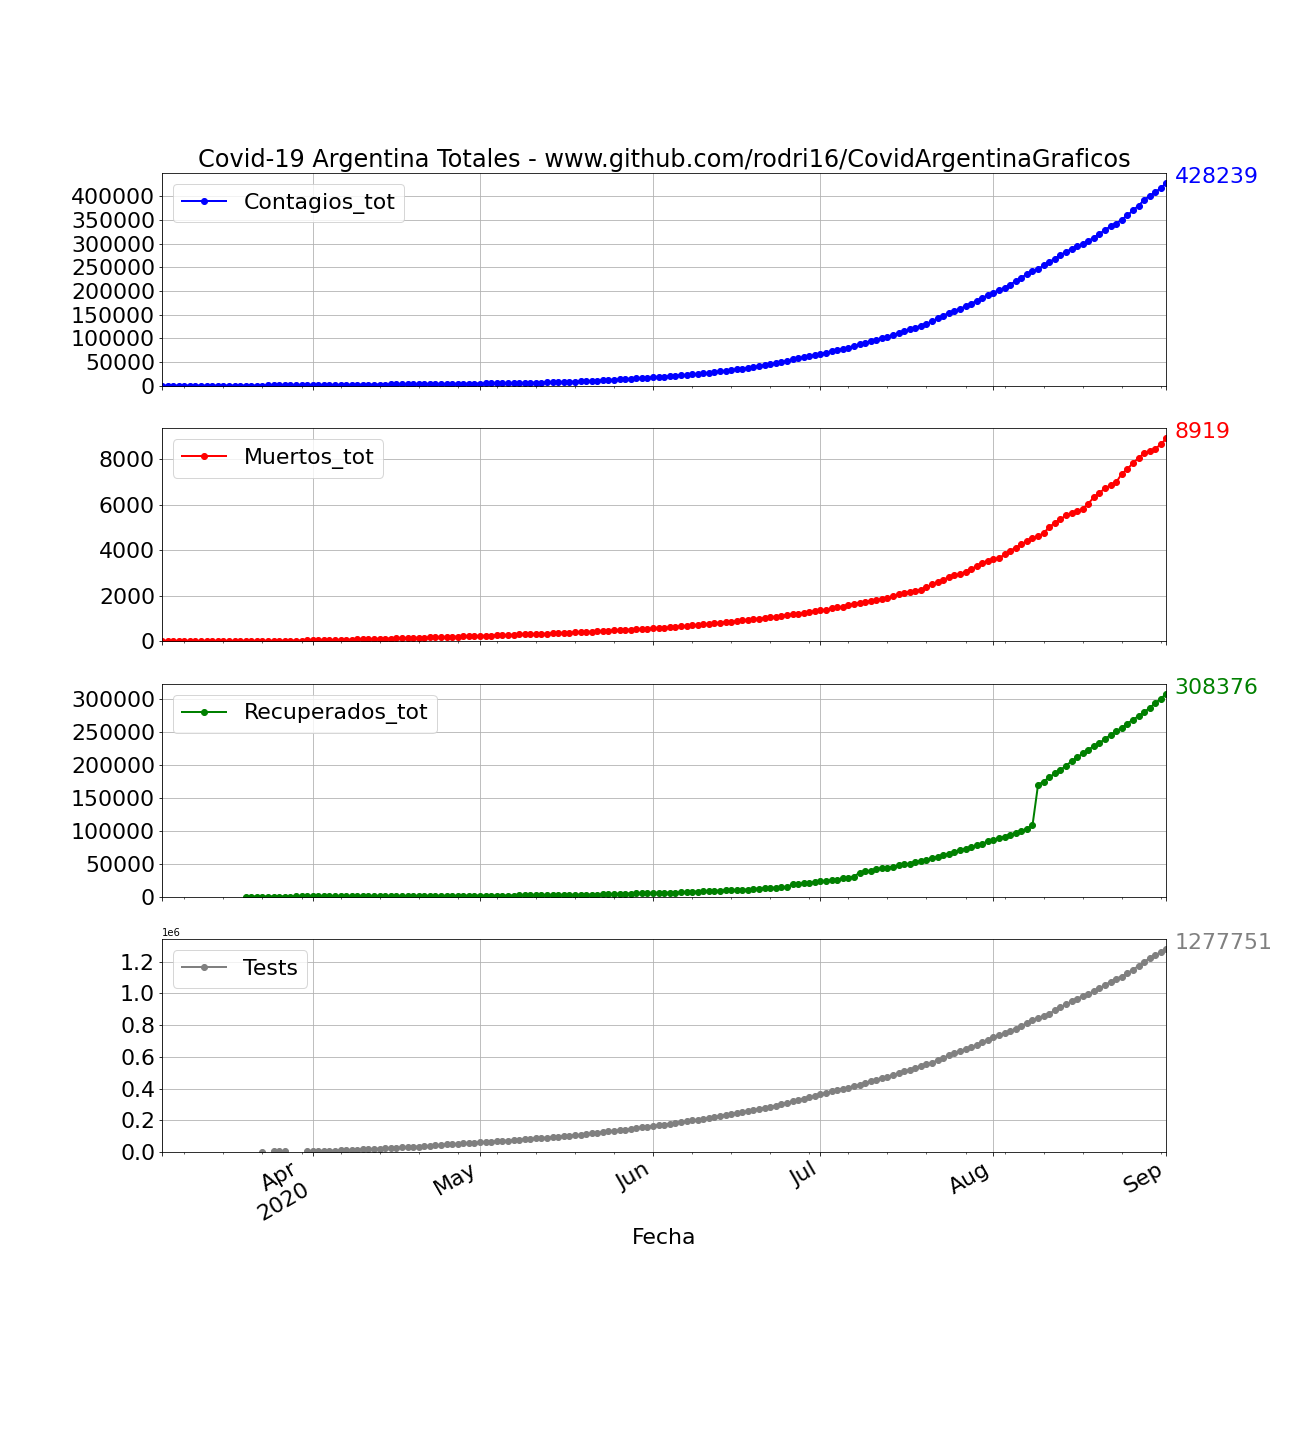 Covid-19 Argentina Totales - www.github.com/rodri16/CovidArgentinaGraficos
428239
Contagios_tot
400000
350000
300000
250000
200000
150000
100000
50000
0
8919
Muertos_tot
8000
6000
4000
2000
0
308376
Recuperados_tot
300000
250000
200000
150000
100000
50000
0
1e6
1277751
Tests
1.2
1.0
0.8
0.6
0.4
0.2
0.0
Apr
2020
May
Jun
Jul
Aug
Sep
Fecha